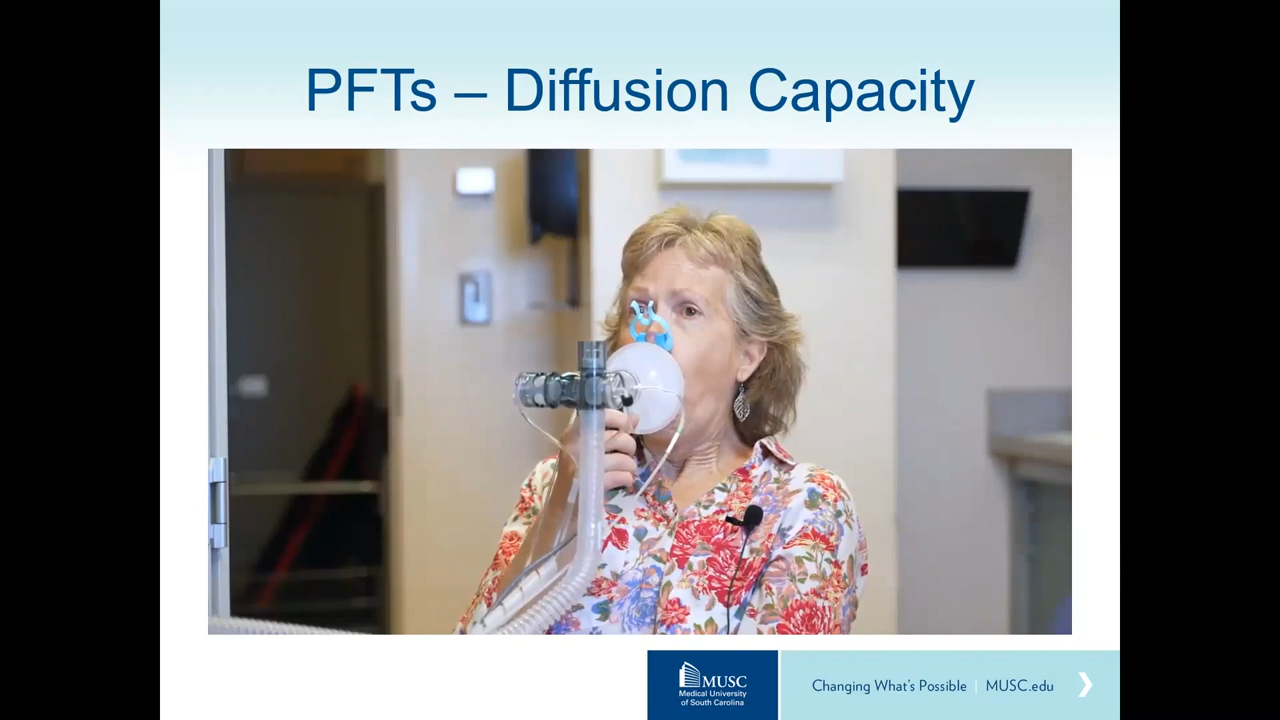 PFTs – Diffusion Capacity
MUSC
Medical University
of South Carolina
Changing What's Possible | MUSC.edu